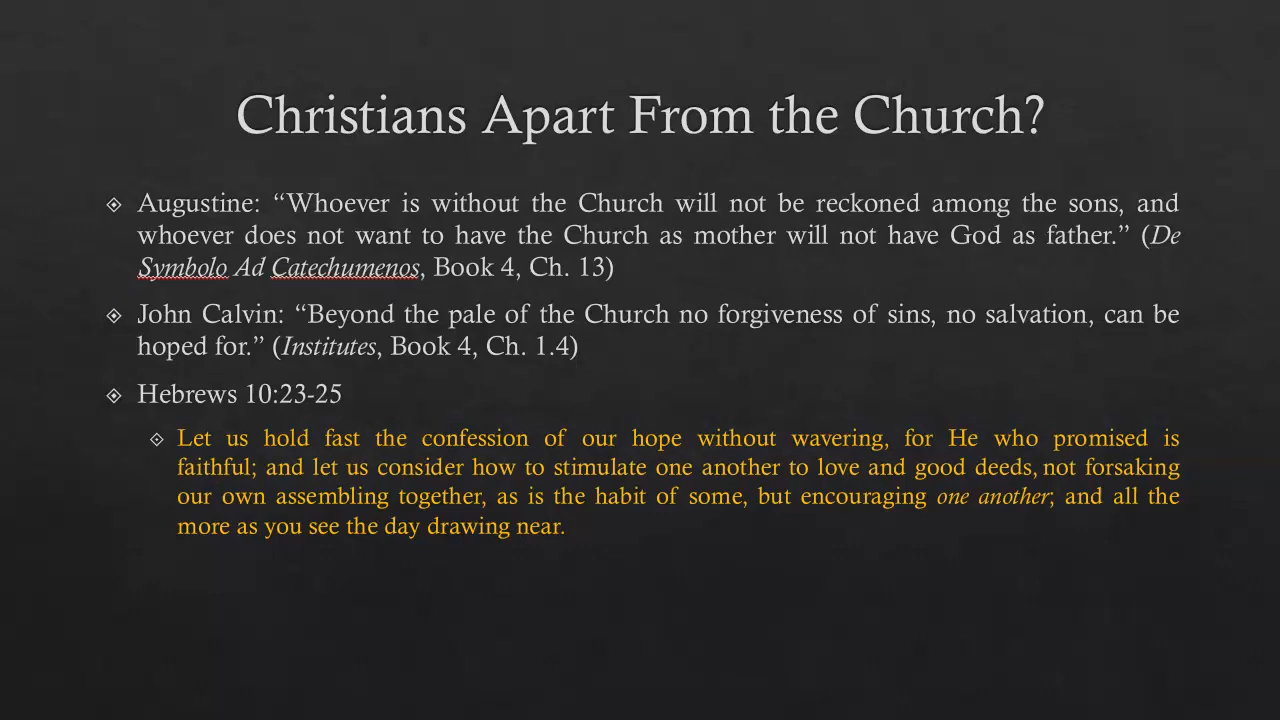 Christians Apart From the Church?
Augustine: “Whoever is without the Church will not be reckoned among the sons, and
whoever does not want to have the Church as mother will not have God as father.” (De
Symbolo Ad Catechumenos, Book 4, Ch. 13)
John Calvin: “Beyond the pale of the Church no forgiveness of sins, no salvation, can be
hoped for.” (Institutes, Book 4, Ch. 1.4)
Hebrews 10:23-25
Let us hold fast the confession of our hope without wavering, for He who promised is
faithful; and let us consider how to stimulate one another to love and good deeds, not forsaking
our own assembling together, as is the habit of some, but encouraging one another; and all the
more as you see the day drawing near.